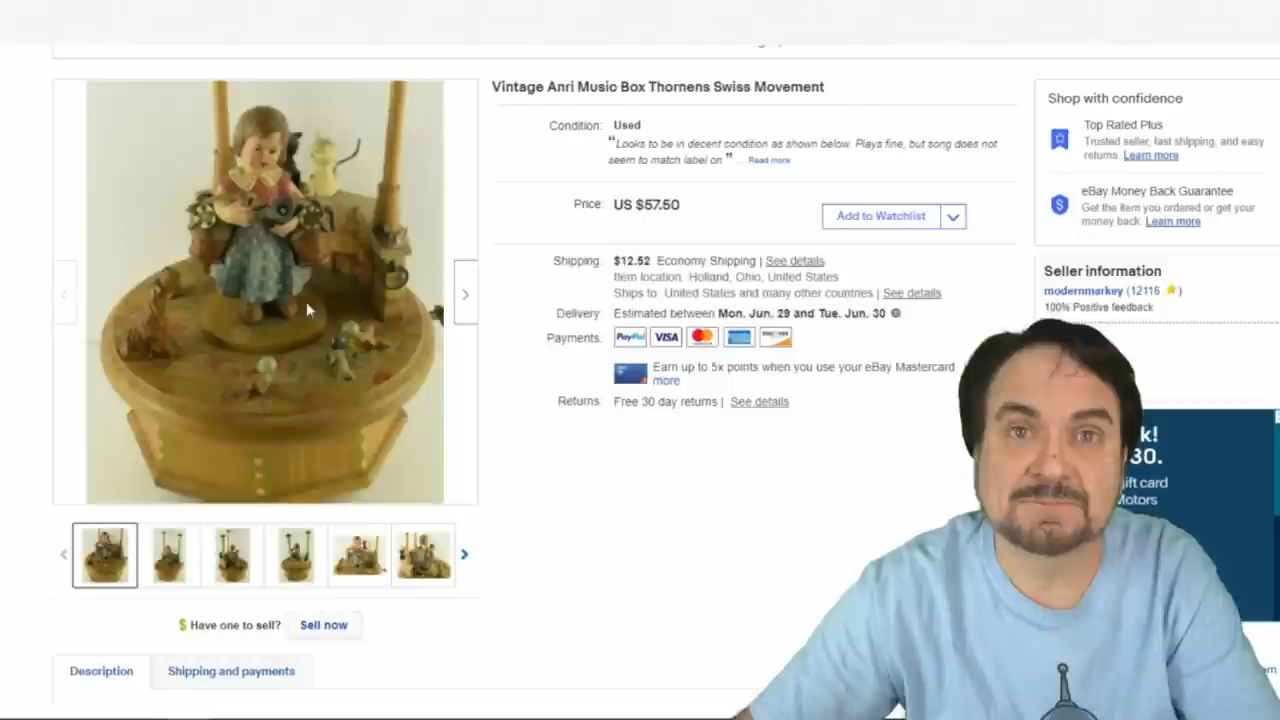 Vintage Anri Music Box Thornens Swiss Movement
Condition: Used
"Looks to be in decent condition as shown below. Plays fine, but song does not
seem to match label on " ... Read more
Price: US $57.50
Add to Watchlist
Shipping: $12.52 Economy Shipping | See details
Item location: Holland, Ohio, United States
Ships to: United States and many other countries | See details
Delivery: Estimated between Mon. Jun. 29 and Tue. Jun. 30
Payments: PayPal VISA
Earn up to 5x points when you use your eBay Mastercard
more
Returns: Free 30 day returns | See details
Shop with confidence
Top Rated Plus
Trusted seller, fast shipping, and easy
returns. Learn more
eBay Money Back Guarantee
Get the item you ordered or get your
money back. Learn more
Seller information
modernmarkey (12116 )
100% Positive feedback
k!
30.
ift card
Motors
$ Have one to sell? Sell now
Description
Shipping and payments